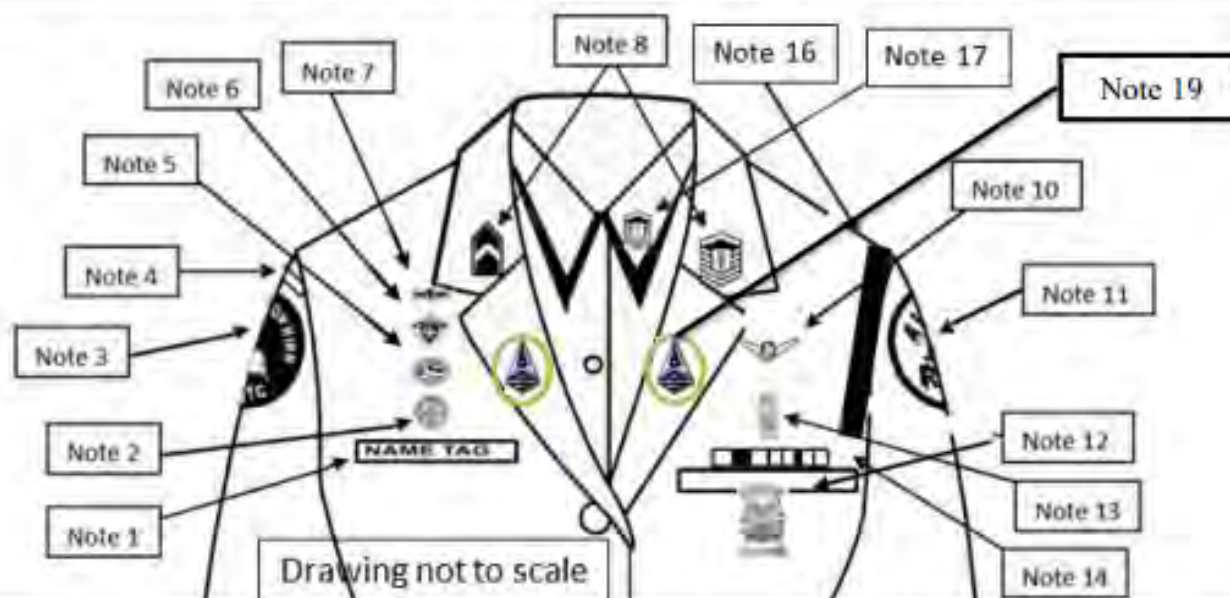 Note 8
Note 16
Note 17
Note 7
Note 6
Note 19
Note 5
Note 10
Note 4
Note 11
Note 3
Note 2
NAME TAG
Note 12
Note 1
Note 13
Drawing not to scale
Note 14